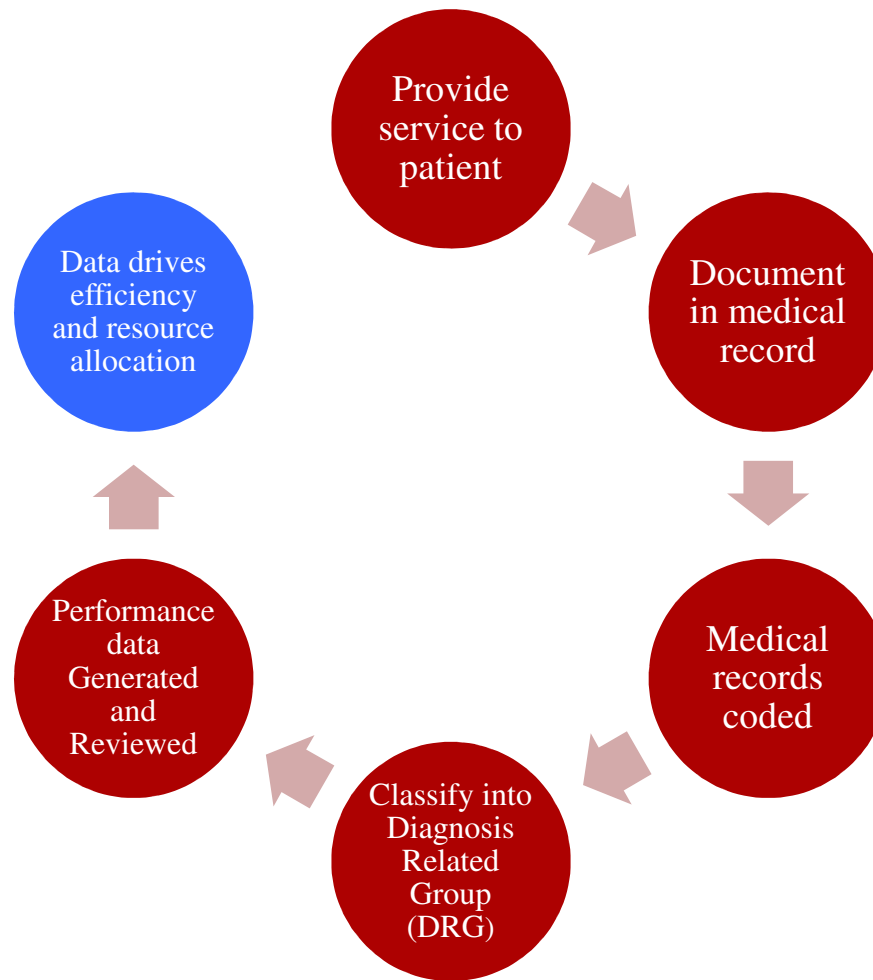 Provide
service to
patient
Document
in medical
record
Medical
records
coded
Classify into
Diagnosis
Related
Group
(DRG)
Performance
data
Generated
and
Reviewed
Data drives
efficiency
and resource
allocation